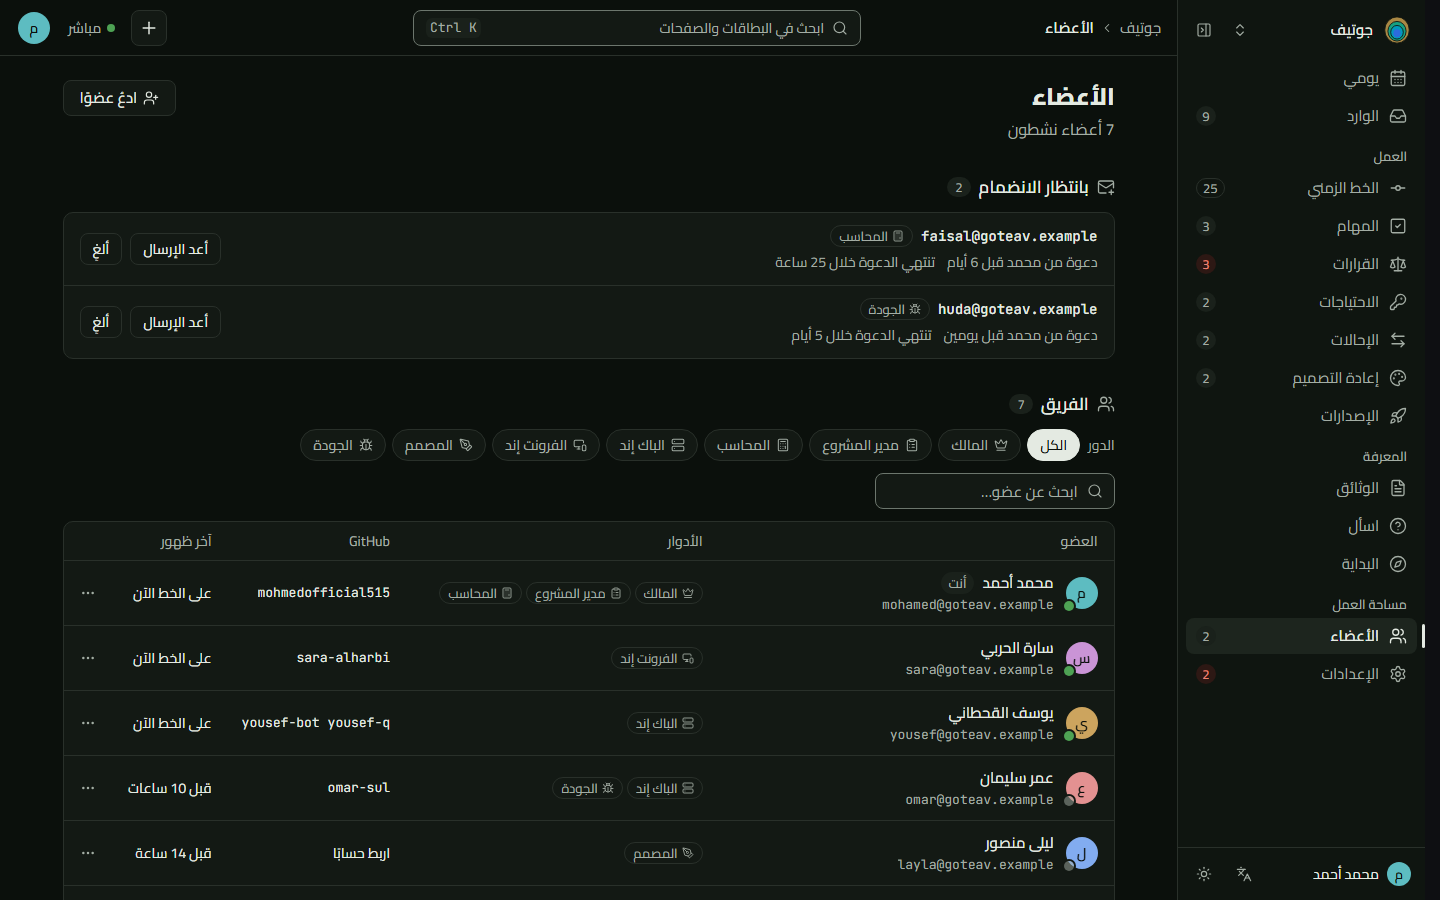 جوتيف
يومي
الوارد 9
العمل
الخط الزمني 25
المهام 3
القرارات 3
الاحتياجات 2
الإحالات 2
إعادة التصميم 2
الإصدارات
المعرفة
الوثائق
اسأل
البداية
مساحة العمل
الأعضاء 2
الإعدادات 2
م محمد أحمد
جوتيف الأعضاء
ابحث في البطاقات والصفحات Ctrl K
مباشر م
الأعضاء
7 أعضاء نشطون
ادعُ عضوًا
بانتظار الانضمام 2
faisal@goteav.example المحاسب
دعوة من محمد قبل 6 أيام تنتهي الدعوة خلال 25 ساعة
أعد الإرسال ألغِ
huda@goteav.example الجودة
دعوة من محمد قبل يومين تنتهي الدعوة خلال 5 أيام
أعد الإرسال ألغِ
الفريق 7
الدور الكل المالك مدير المشروع المحاسب الباك إند الفرونت إند المصمم الجودة
ابحث عن عضو...
العضو الأدوار GitHub آخر ظهور
م محمد أحمد أنت
mohamed@goteav.example
المالك مدير المشروع المحاسب mohmedofficial515 على الخط الآن
س سارة الحربي
sara@goteav.example
الفرونت إند sara-alharbi على الخط الآن
ي يوسف القحطاني
yousef@goteav.example
الباك إند yousef-bot yousef-q على الخط الآن
ع عمر سليمان
omar@goteav.example
الباك إند الجودة omar-sul قبل 10 ساعات
ل ليلى منصور
layla@goteav.example
المصمم اربط حسابًا قبل 14 ساعة